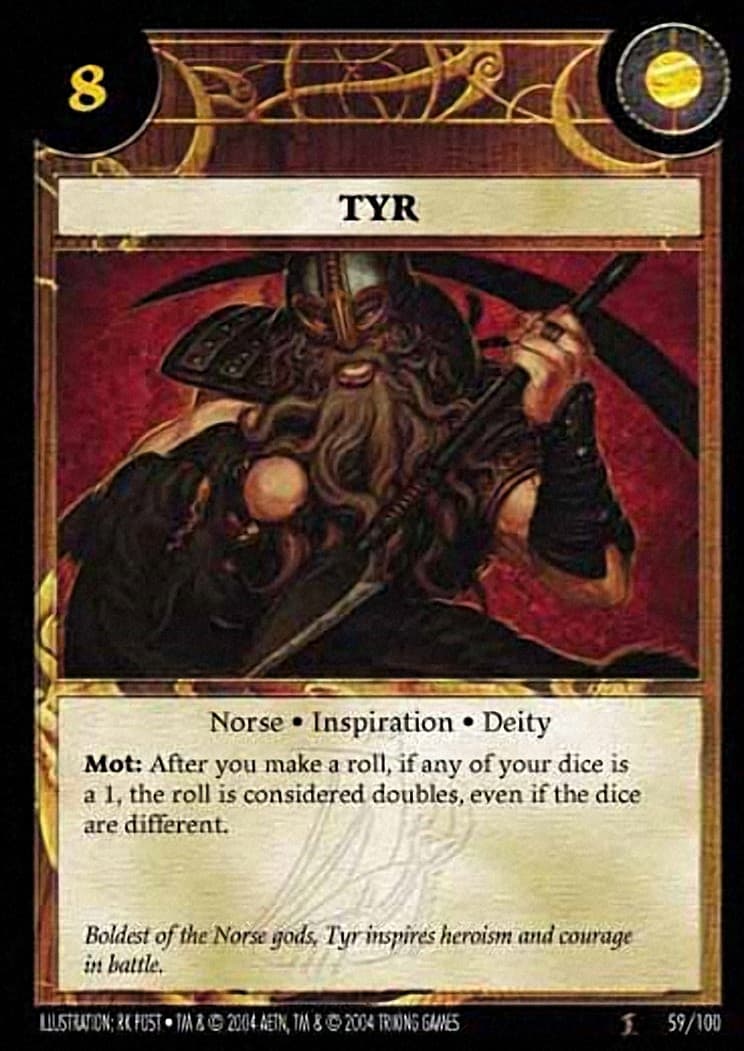 8
TYR
Norse • Inspiration • Deity
Mot: After you make a roll, if any of your dice is
a 1, the roll is considered doubles, even if the dice
are different.
Boldest of the Norse gods, Tyr inspires heroism and courage
in battle.
ILLUSTRATION: RK POST • TM & © 2004 AETN, TM & © 2004 TRIKING GAMES
59/100